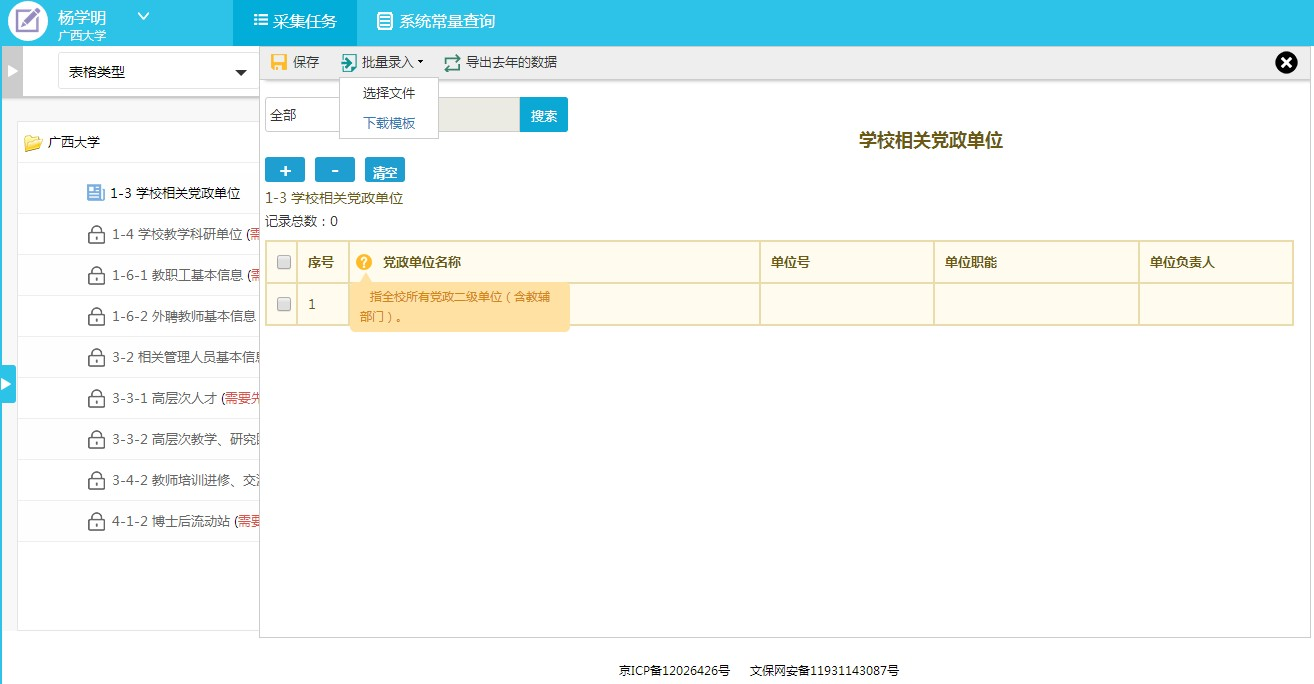 杨学明
广西大学
采集任务
系统常量查询
表格类型
保存
批量录入
导出去年的数据
选择文件
下载模板
全部
搜索
学校相关党政单位
+
-
清空
1-3 学校相关党政单位
记录总数：0
序号
党政单位名称
单位号
单位职能
单位负责人
1
指全校所有党政二级单位（含教辅
部门）。
广西大学
1-3 学校相关党政单位
1-4 学校教学科研单位 (需
1-6-1 教职工基本信息 (需
1-6-2 外聘教师基本信息
3-2 相关管理人员基本信息
3-3-1 高层次人才 (需要先
3-3-2 高层次教学、研究
3-4-2 教师培训进修、交流
4-1-2 博士后流动站 (需要
京ICP备12026426号 文保网安备11931143087号